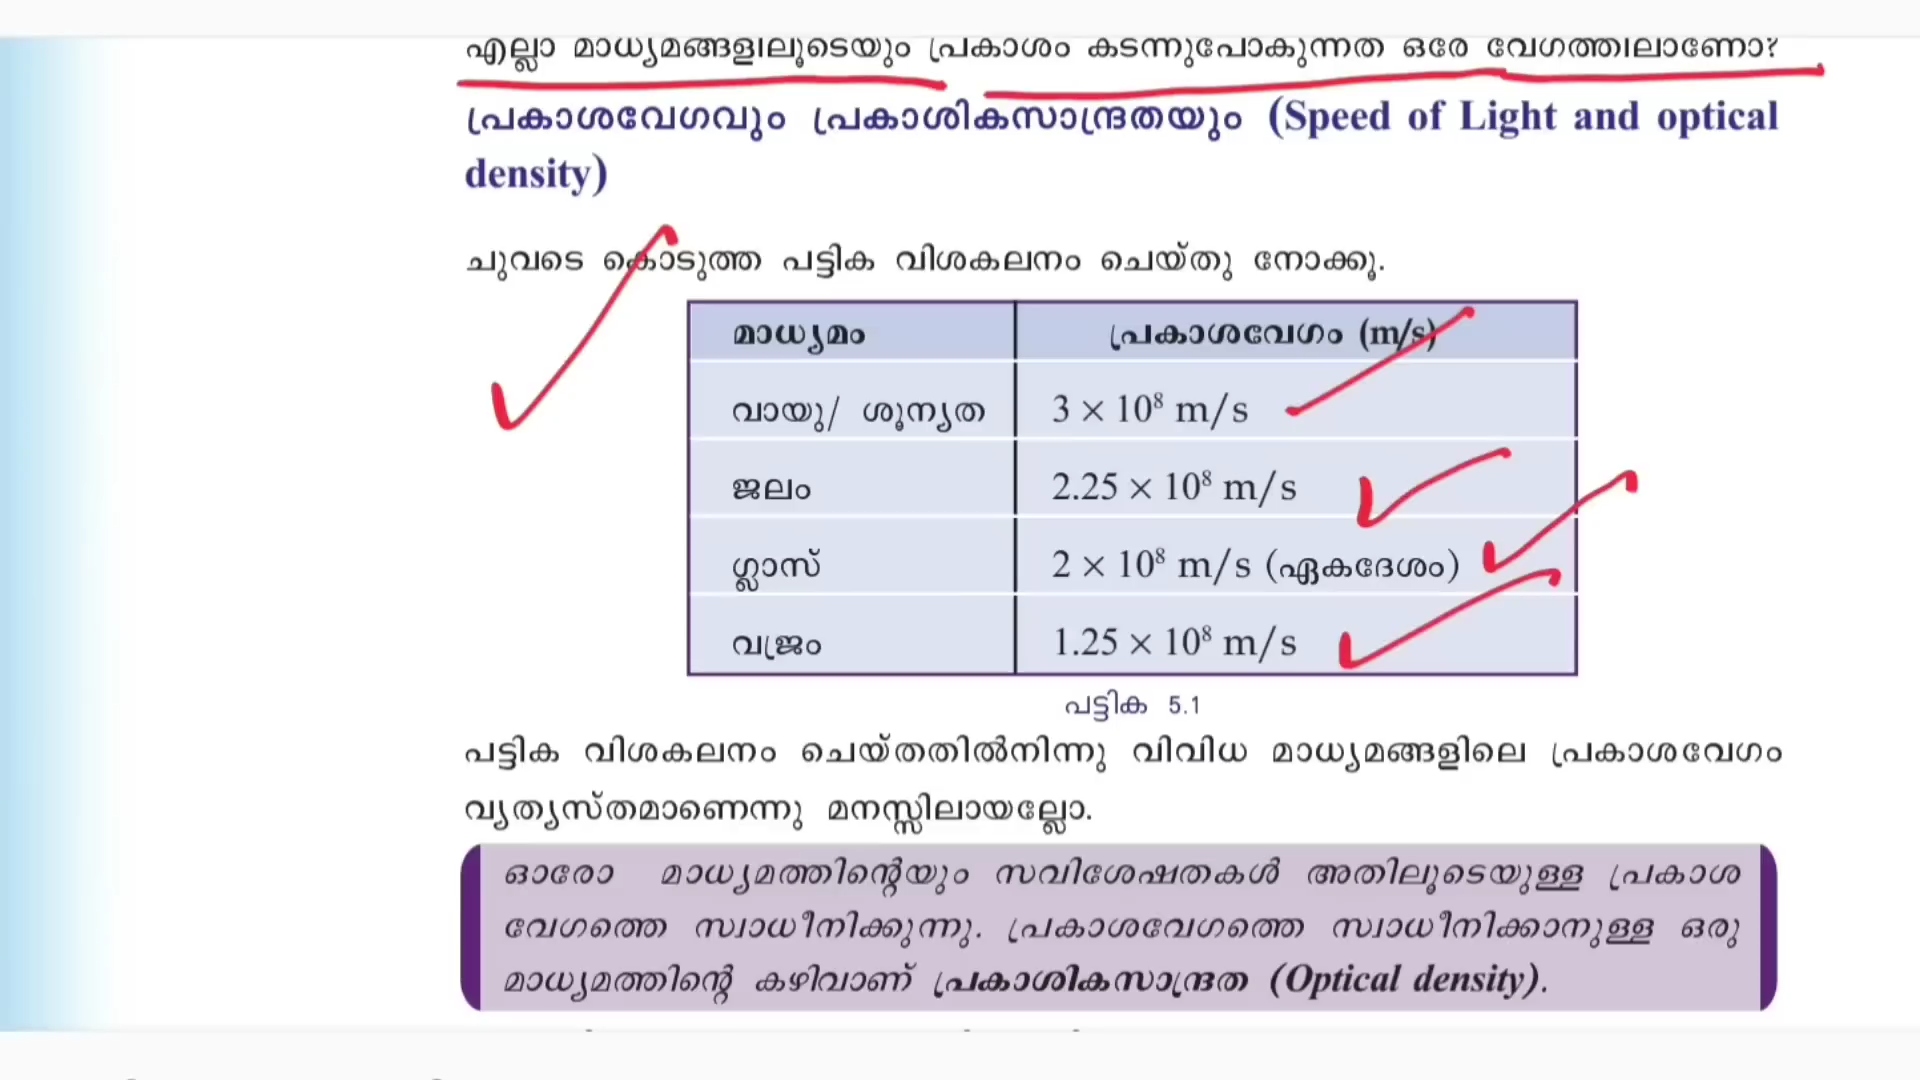 എല്ലാ മാധ്യമങ്ങളിലൂടെയും പ്രകാശം കടന്നുപോകുന്നത് ഒരേ വേഗത്തിലാണോ?
പ്രകാശവേഗവും പ്രകാശികസാന്ദ്രതയും (Speed of Light and optical
density)
ചുവടെ കൊടുത്ത പട്ടിക വിശകലനം ചെയ്തു നോക്കൂ.
മാധ്യമം പ്രകാശവേഗം (m/s)
വായു/ ശൂന്യത 3 × 10⁸ m/s
ജലം 2.25 × 10⁸ m/s
ഗ്ലാസ് 2 × 10⁸ m/s (ഏകദേശം)
വജ്രം 1.25 × 10⁸ m/s
പട്ടിക 5.1
പട്ടിക വിശകലനം ചെയ്തതിൽനിന്നു വിവിധ മാധ്യമങ്ങളിലെ പ്രകാശവേഗം
വ്യത്യസ്തമാണെന്നു മനസ്സിലായല്ലോ.
ഓരോ മാധ്യമത്തിന്റെയും സവിശേഷതകൾ അതിലൂടെയുള്ള പ്രകാശ
വേഗത്തെ സ്വാധീനിക്കുന്നു. പ്രകാശവേഗത്തെ സ്വാധീനിക്കാനുള്ള ഒരു
മാധ്യമത്തിന്റെ കഴിവാണ് പ്രകാശികസാന്ദ്രത (Optical density).